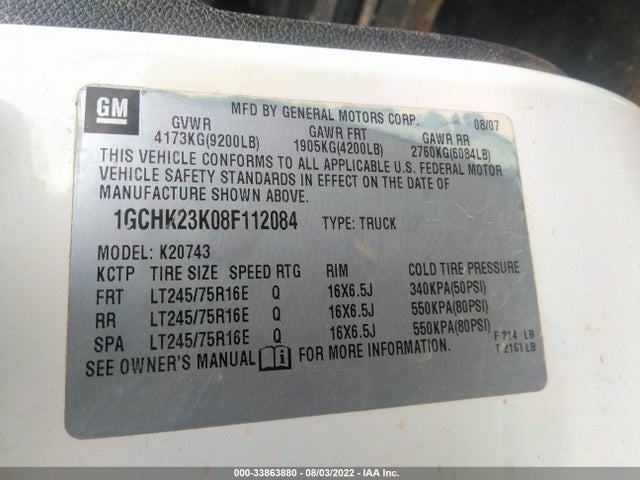 GM
MFD BY GENERAL MOTORS CORP. 08/07
GVWR GAWR FRT GAWR RR
4173KG(9200LB) 1905KG(4200LB) 2760KG(6084LB)
THIS VEHICLE CONFORMS TO ALL APPLICABLE U.S. FEDERAL MOTOR
VEHICLE SAFETY STANDARDS IN EFFECT ON THE DATE OF
MANUFACTURE SHOWN ABOVE.
1GCHK23K08F112084 TYPE: TRUCK
MODEL: K20743
KCTP TIRE SIZE SPEED RTG RIM COLD TIRE PRESSURE
FRT LT245/75R16E Q 16X6.5J 340KPA(50PSI)
RR LT245/75R16E Q 16X6.5J 550KPA(80PSI)
SPA LT245/75R16E Q 16X6.5J 550KPA(80PSI)
F 214 LB
T 2161 LB
SEE OWNER'S MANUAL i FOR MORE INFORMATION.
000-33863880 - 08/03/2022 - IAA Inc.